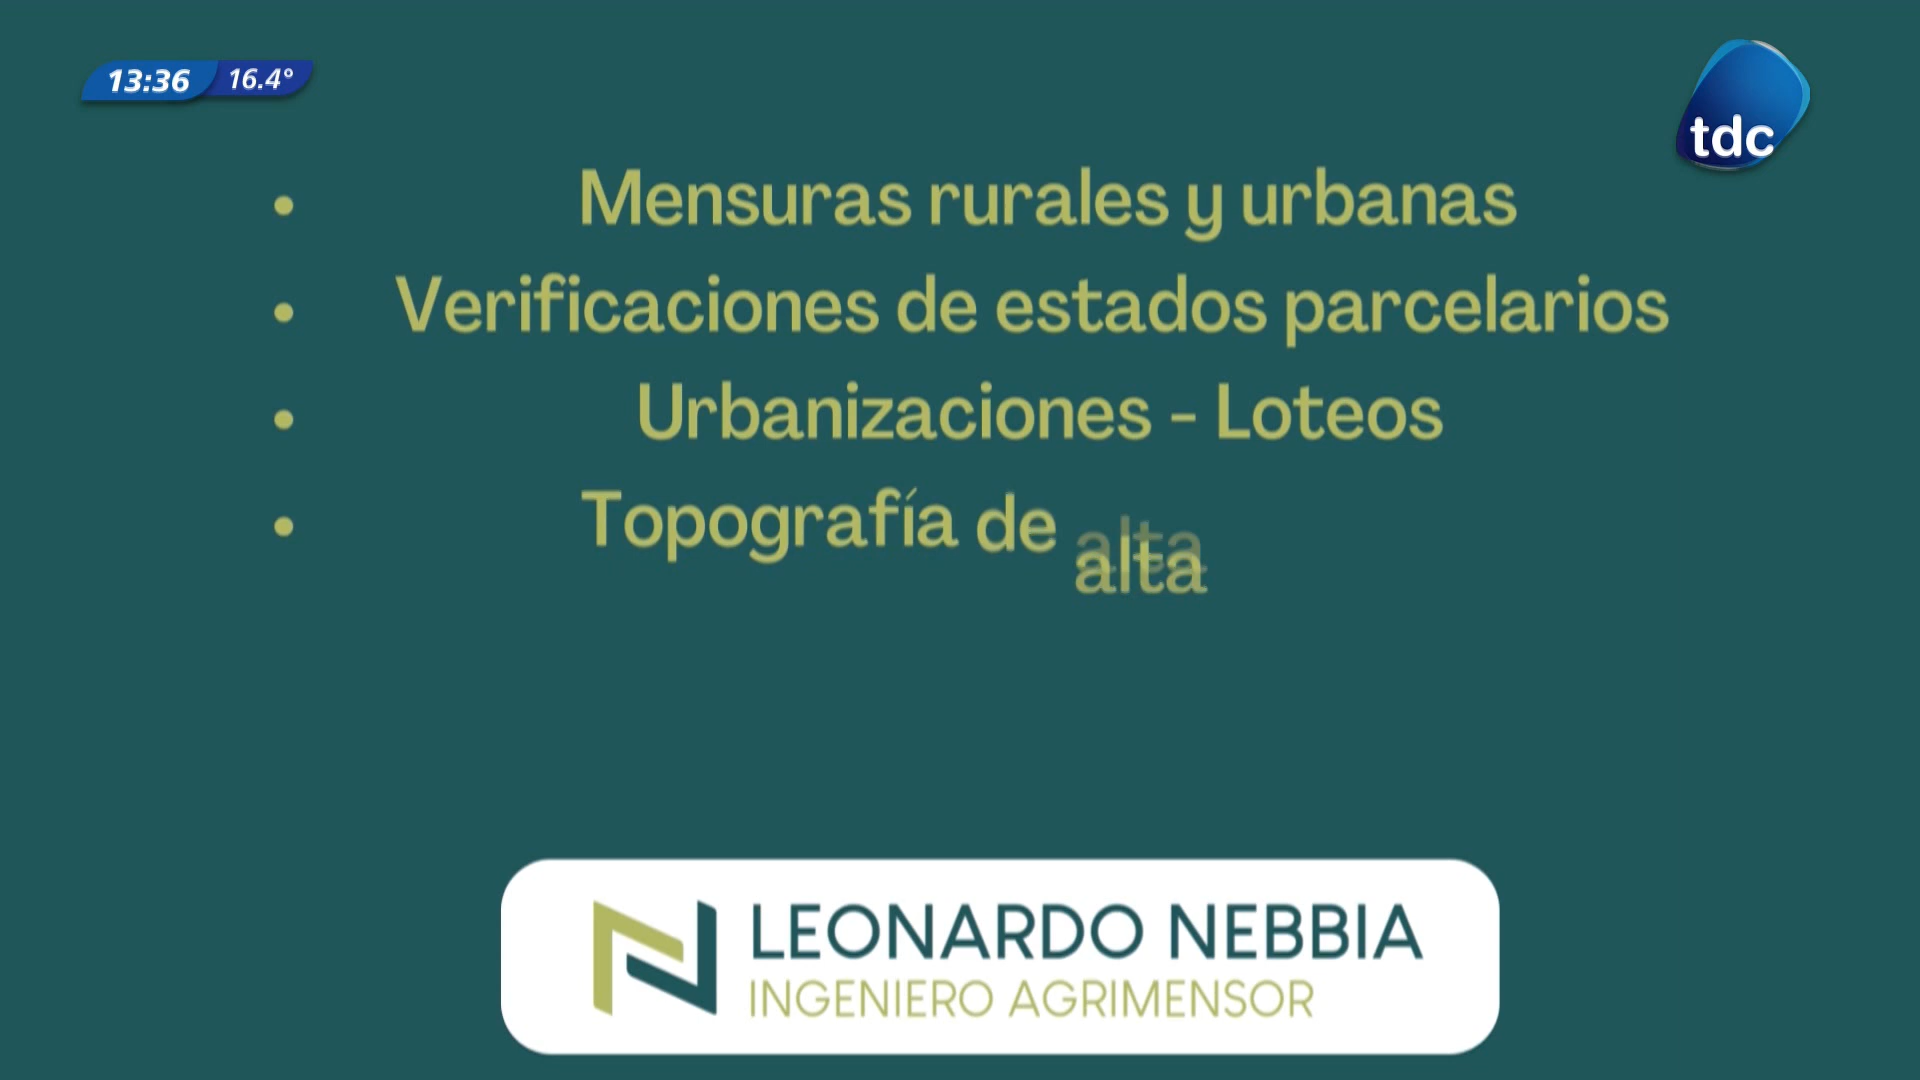 13:36 16.4°
tdc
• Mensuras rurales y urbanas
• Verificaciones de estados parcelarios
• Urbanizaciones - Loteos
• Topografía de alta
LEONARDO NEBBIA
INGENIERO AGRIMENSOR